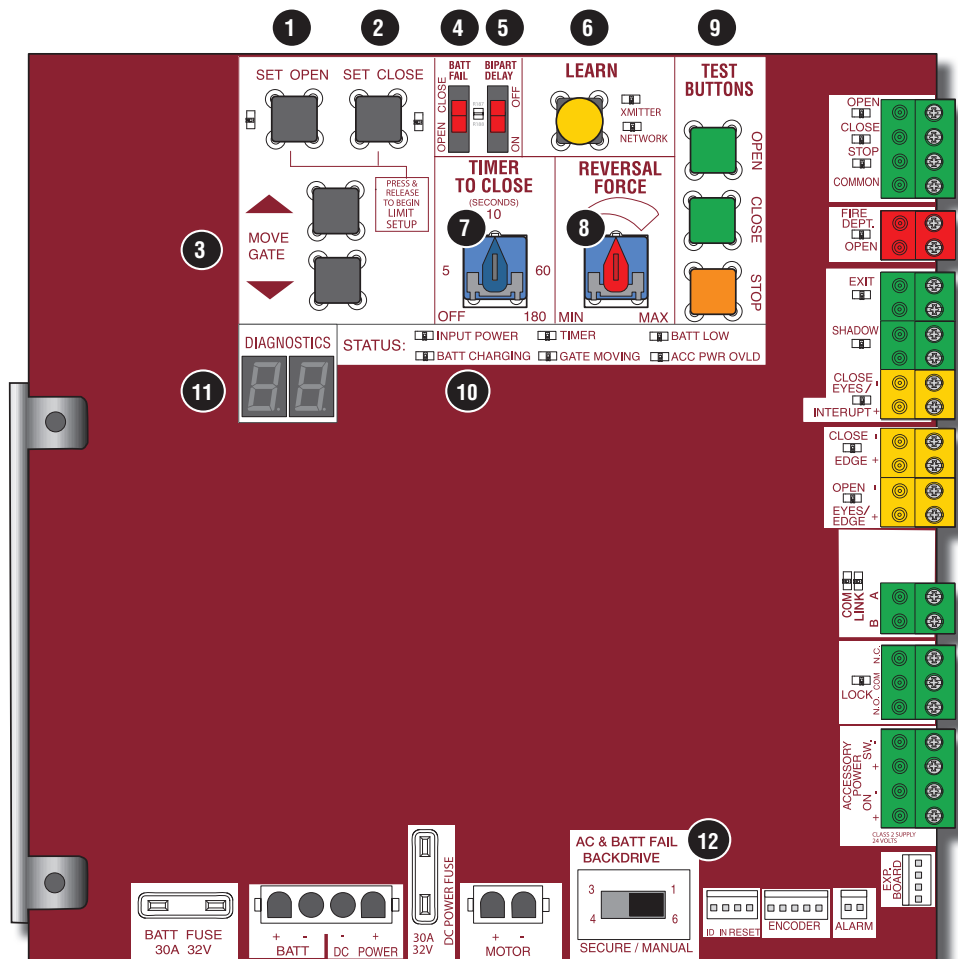 1
2
4
5
6
9
SET OPEN
SET CLOSE
PRESS &
RELEASE
TO BEGIN
LIMIT
SETUP
3
MOVE
GATE
BATT
FAIL
OPEN CLOSE
BIPART
DELAY
ON OFF
LEARN
XMITTER
NETWORK
TIMER
TO CLOSE
(SECONDS)
10
7
5
60
OFF
180
REVERSAL
FORCE
8
MIN
MAX
TEST
BUTTONS
OPEN
CLOSE
STOP
DIAGNOSTICS
11
STATUS:
INPUT POWER
TIMER
BATT LOW
BATT CHARGING
GATE MOVING
ACC PWR OVLD
10
OPEN
CLOSE
STOP
COMMON
FIRE
DEPT.
OPEN
EXIT
SHADOW
CLOSE -
EYES/
INTERUPT +
CLOSE -
EDGE +
OPEN -
EYES/
EDGE +
COM
LINK
A
B
LOCK
N.C.
COM
N.O.
ACCESSORY
POWER
SW.
ON
-
+
-
+
CLASS 2 SUPPLY
24 VOLTS
EXP.
BOARD
12
AC & BATT FAIL
BACKDRIVE
3
1
4
6
SECURE / MANUAL
BATT FUSE
30A 32V
+ - - +
BATT
DC POWER
DC POWER FUSE
30A
32V
+ -
MOTOR
ID IN RESET
ENCODER
ALARM